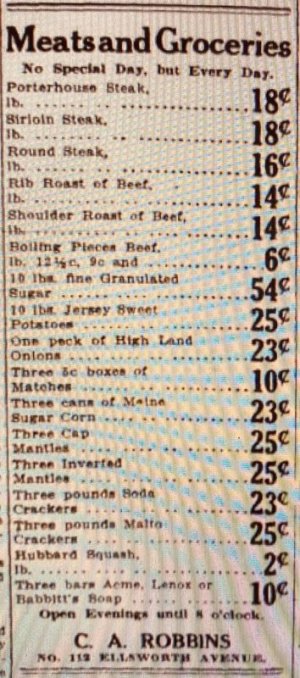 Meats and Groceries
No Special Day, but Every Day.
Porterhouse Steak,
lb. .......... 18¢
Sirloin Steak,
lb. .......... 18¢
Round Steak,
lb. .......... 16¢
Rib Roast of Beef,
lb. .......... 14¢
Shoulder Roast of Beef,
lb. .......... 14¢
Boiling Pieces Beef,
lb. 12½c, 9c and .......... 6¢
10 lbs. fine Granulated
Sugar .......... 54¢
10 lbs. Jersey Sweet
Potatoes .......... 25¢
One peck of High Land
Onions .......... 23¢
Three 5c boxes of
Matches .......... 10¢
Three cans of Maine
Sugar Corn .......... 23¢
Three Cap
Mantles .......... 25¢
Three Inverted
Mantles .......... 25¢
Three pounds Soda
Crackers .......... 23¢
Three pounds Malto
Crackers .......... 25¢
Hubbard Squash,
lb. .......... 2¢
Three bars Acme, Lenox or
Babbitt's Soap .......... 10¢
Open Evenings until 8 o'clock.
C. A. ROBBINS
NO. 112 ELLSWORTH AVENUE.